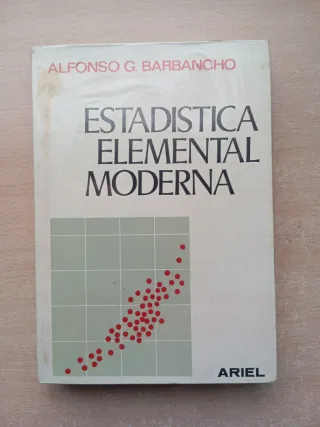 ALFONSO G. BARBANCHO
ESTADISTICA
ELEMENTAL
MODERNA
ARIEL